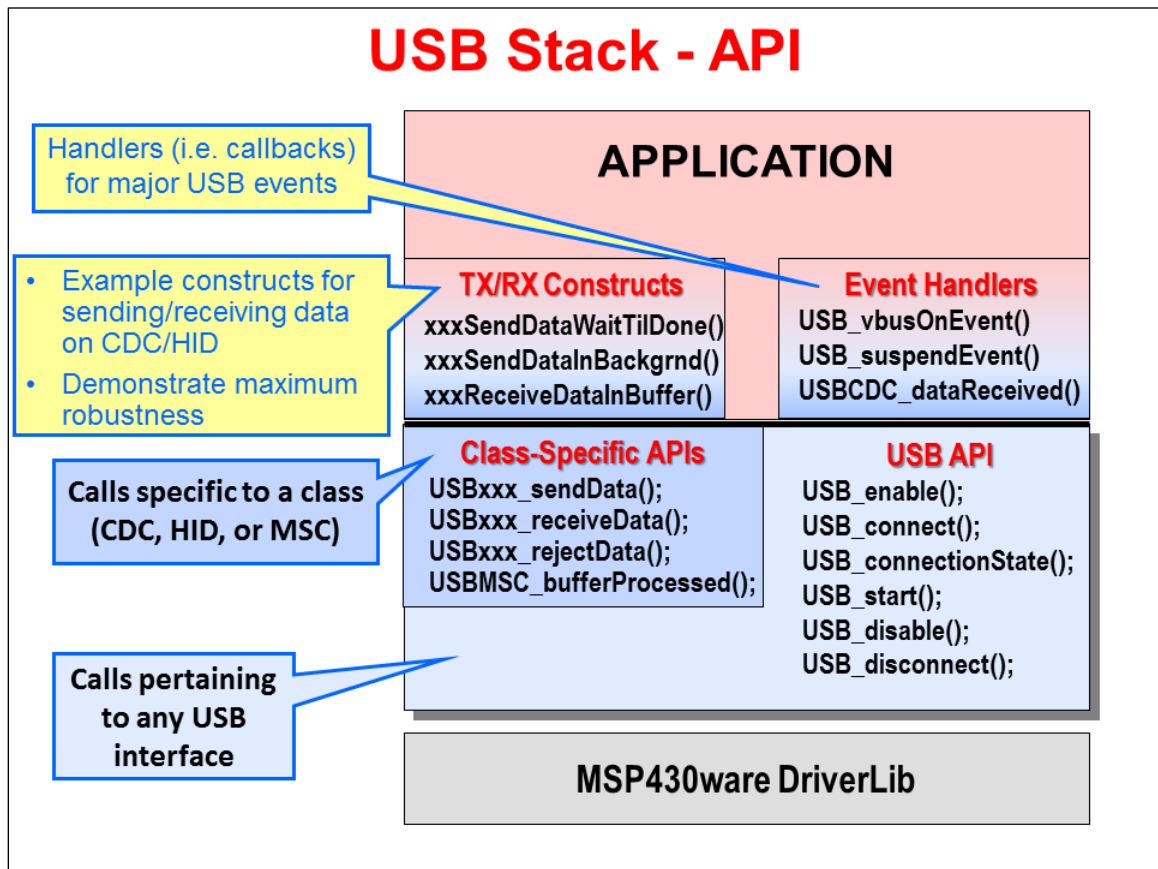 USB Stack - API
Handlers (i.e. callbacks)
for major USB events
APPLICATION
• Example constructs for
sending/receiving data
on CDC/HID
• Demonstrate maximum
robustness
TX/RX Constructs
xxxSendDataWaitTilDone()
xxxSendDataInBackgrnd()
xxxReceiveDataInBuffer()
Event Handlers
USB_vbusOnEvent()
USB_suspendEvent()
USBCDC_dataReceived()
Calls specific to a class
(CDC, HID, or MSC)
Class-Specific APIs
USBxxx_sendData();
USBxxx_receiveData();
USBxxx_rejectData();
USBMSC_bufferProcessed();
USB API
USB_enable();
USB_connect();
USB_connectionState();
USB_start();
USB_disable();
USB_disconnect();
Calls pertaining
to any USB
interface
MSP430ware DriverLib